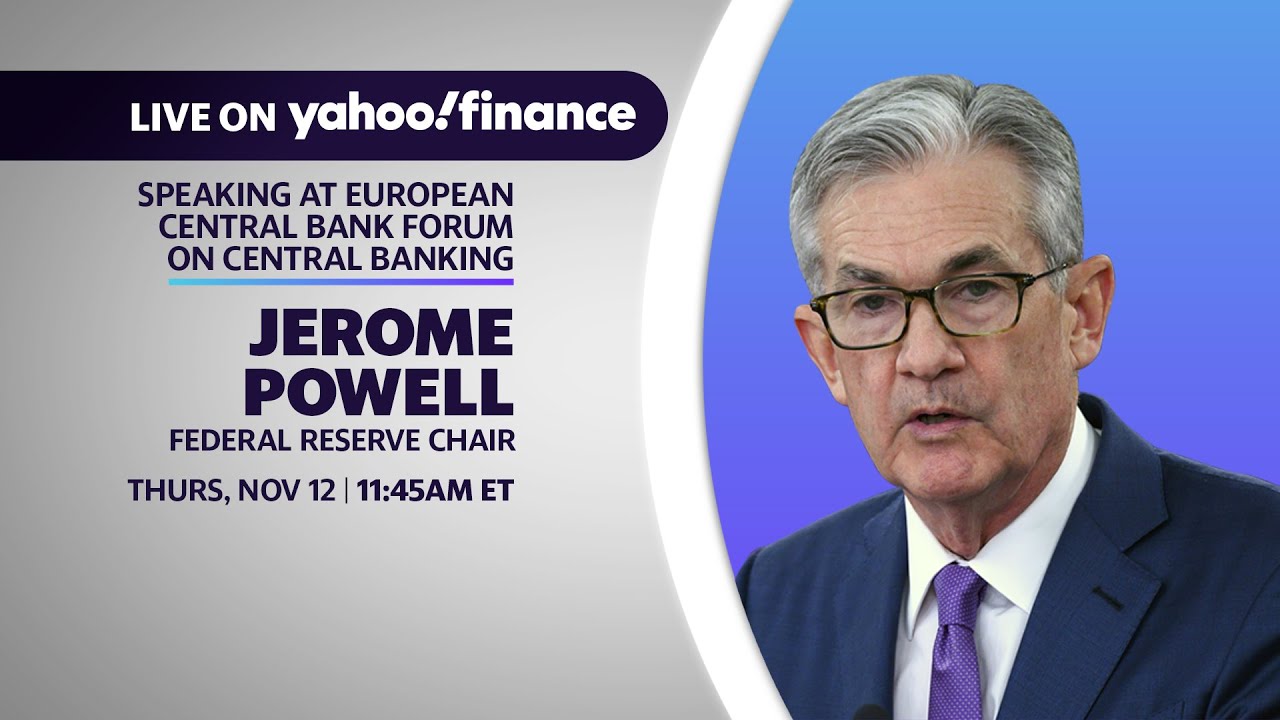 LIVE ON yahoo!finance
SPEAKING AT EUROPEAN
CENTRAL BANK FORUM
ON CENTRAL BANKING
JEROME
POWELL
FEDERAL RESERVE CHAIR
THURS, NOV 12 | 11:45AM ET